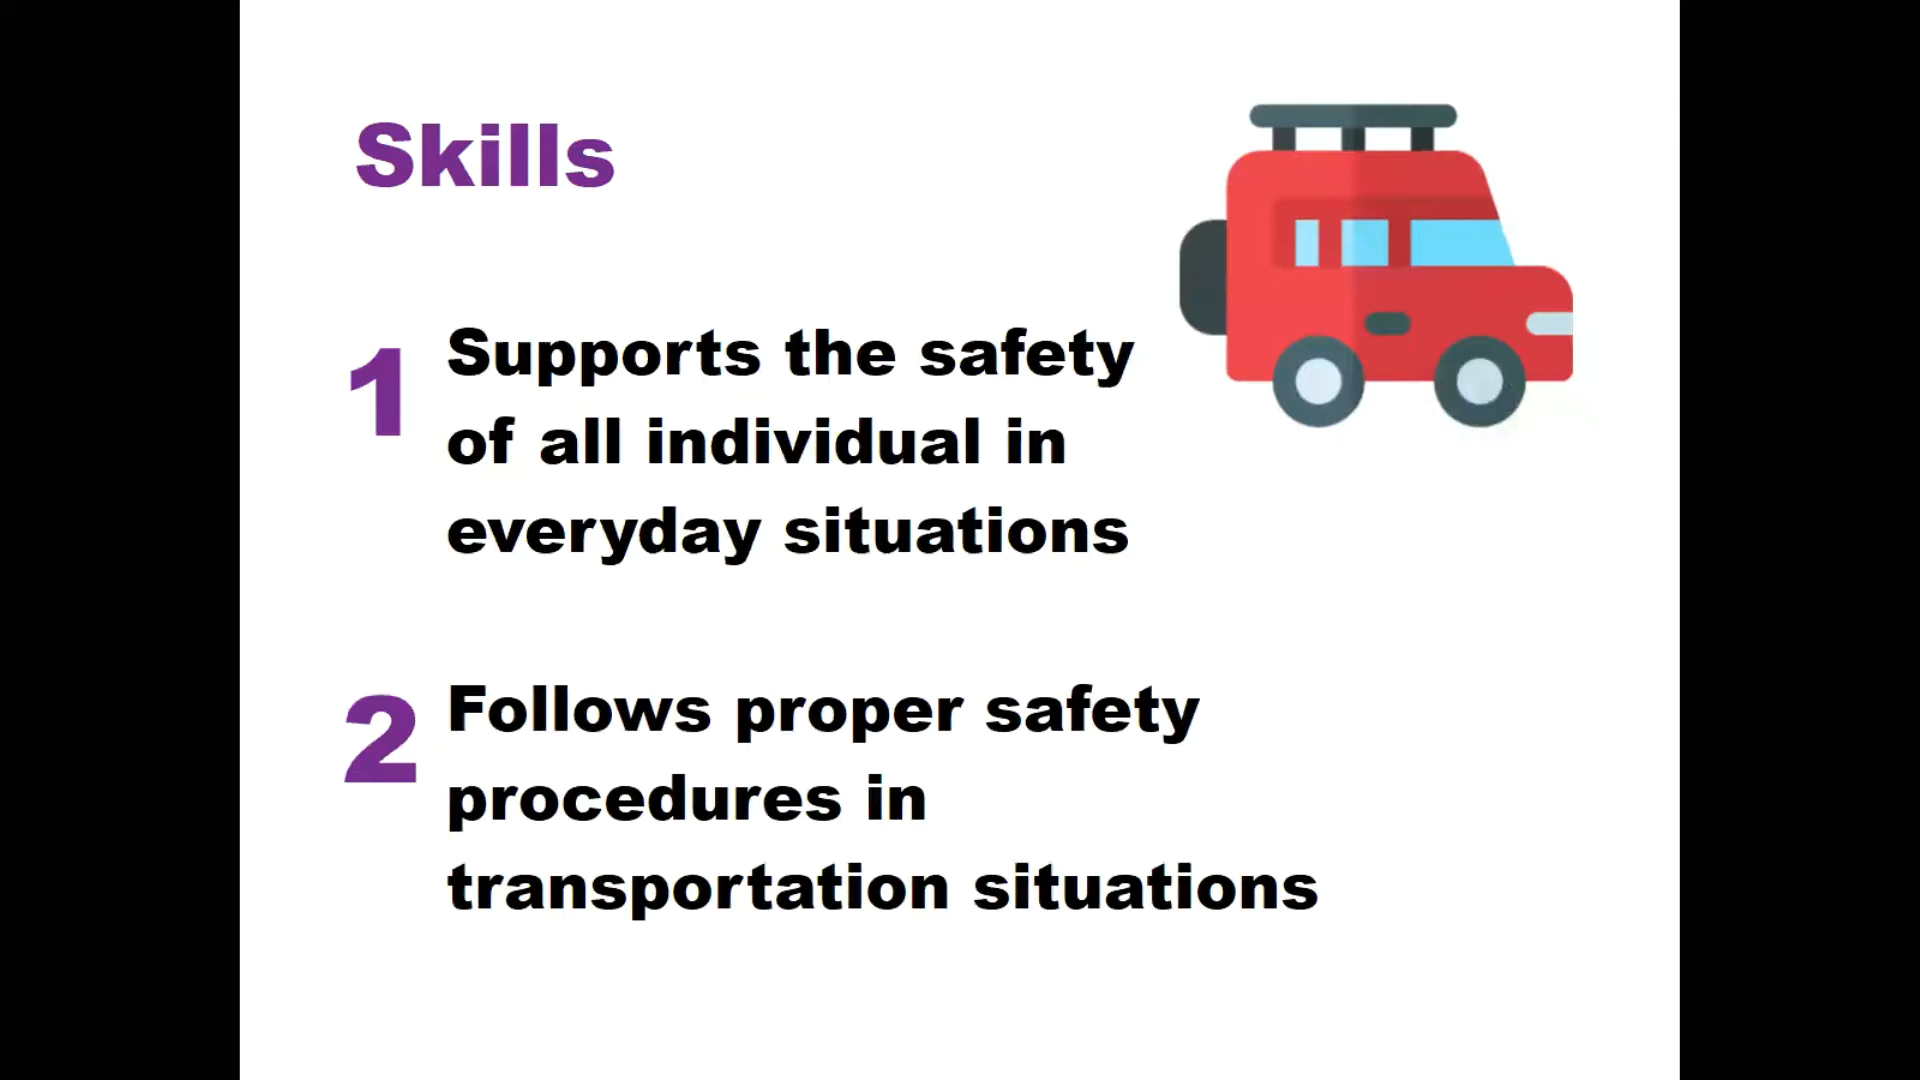 Skills
1 Supports the safety
of all individual in
everyday situations
2 Follows proper safety
procedures in
transportation situations